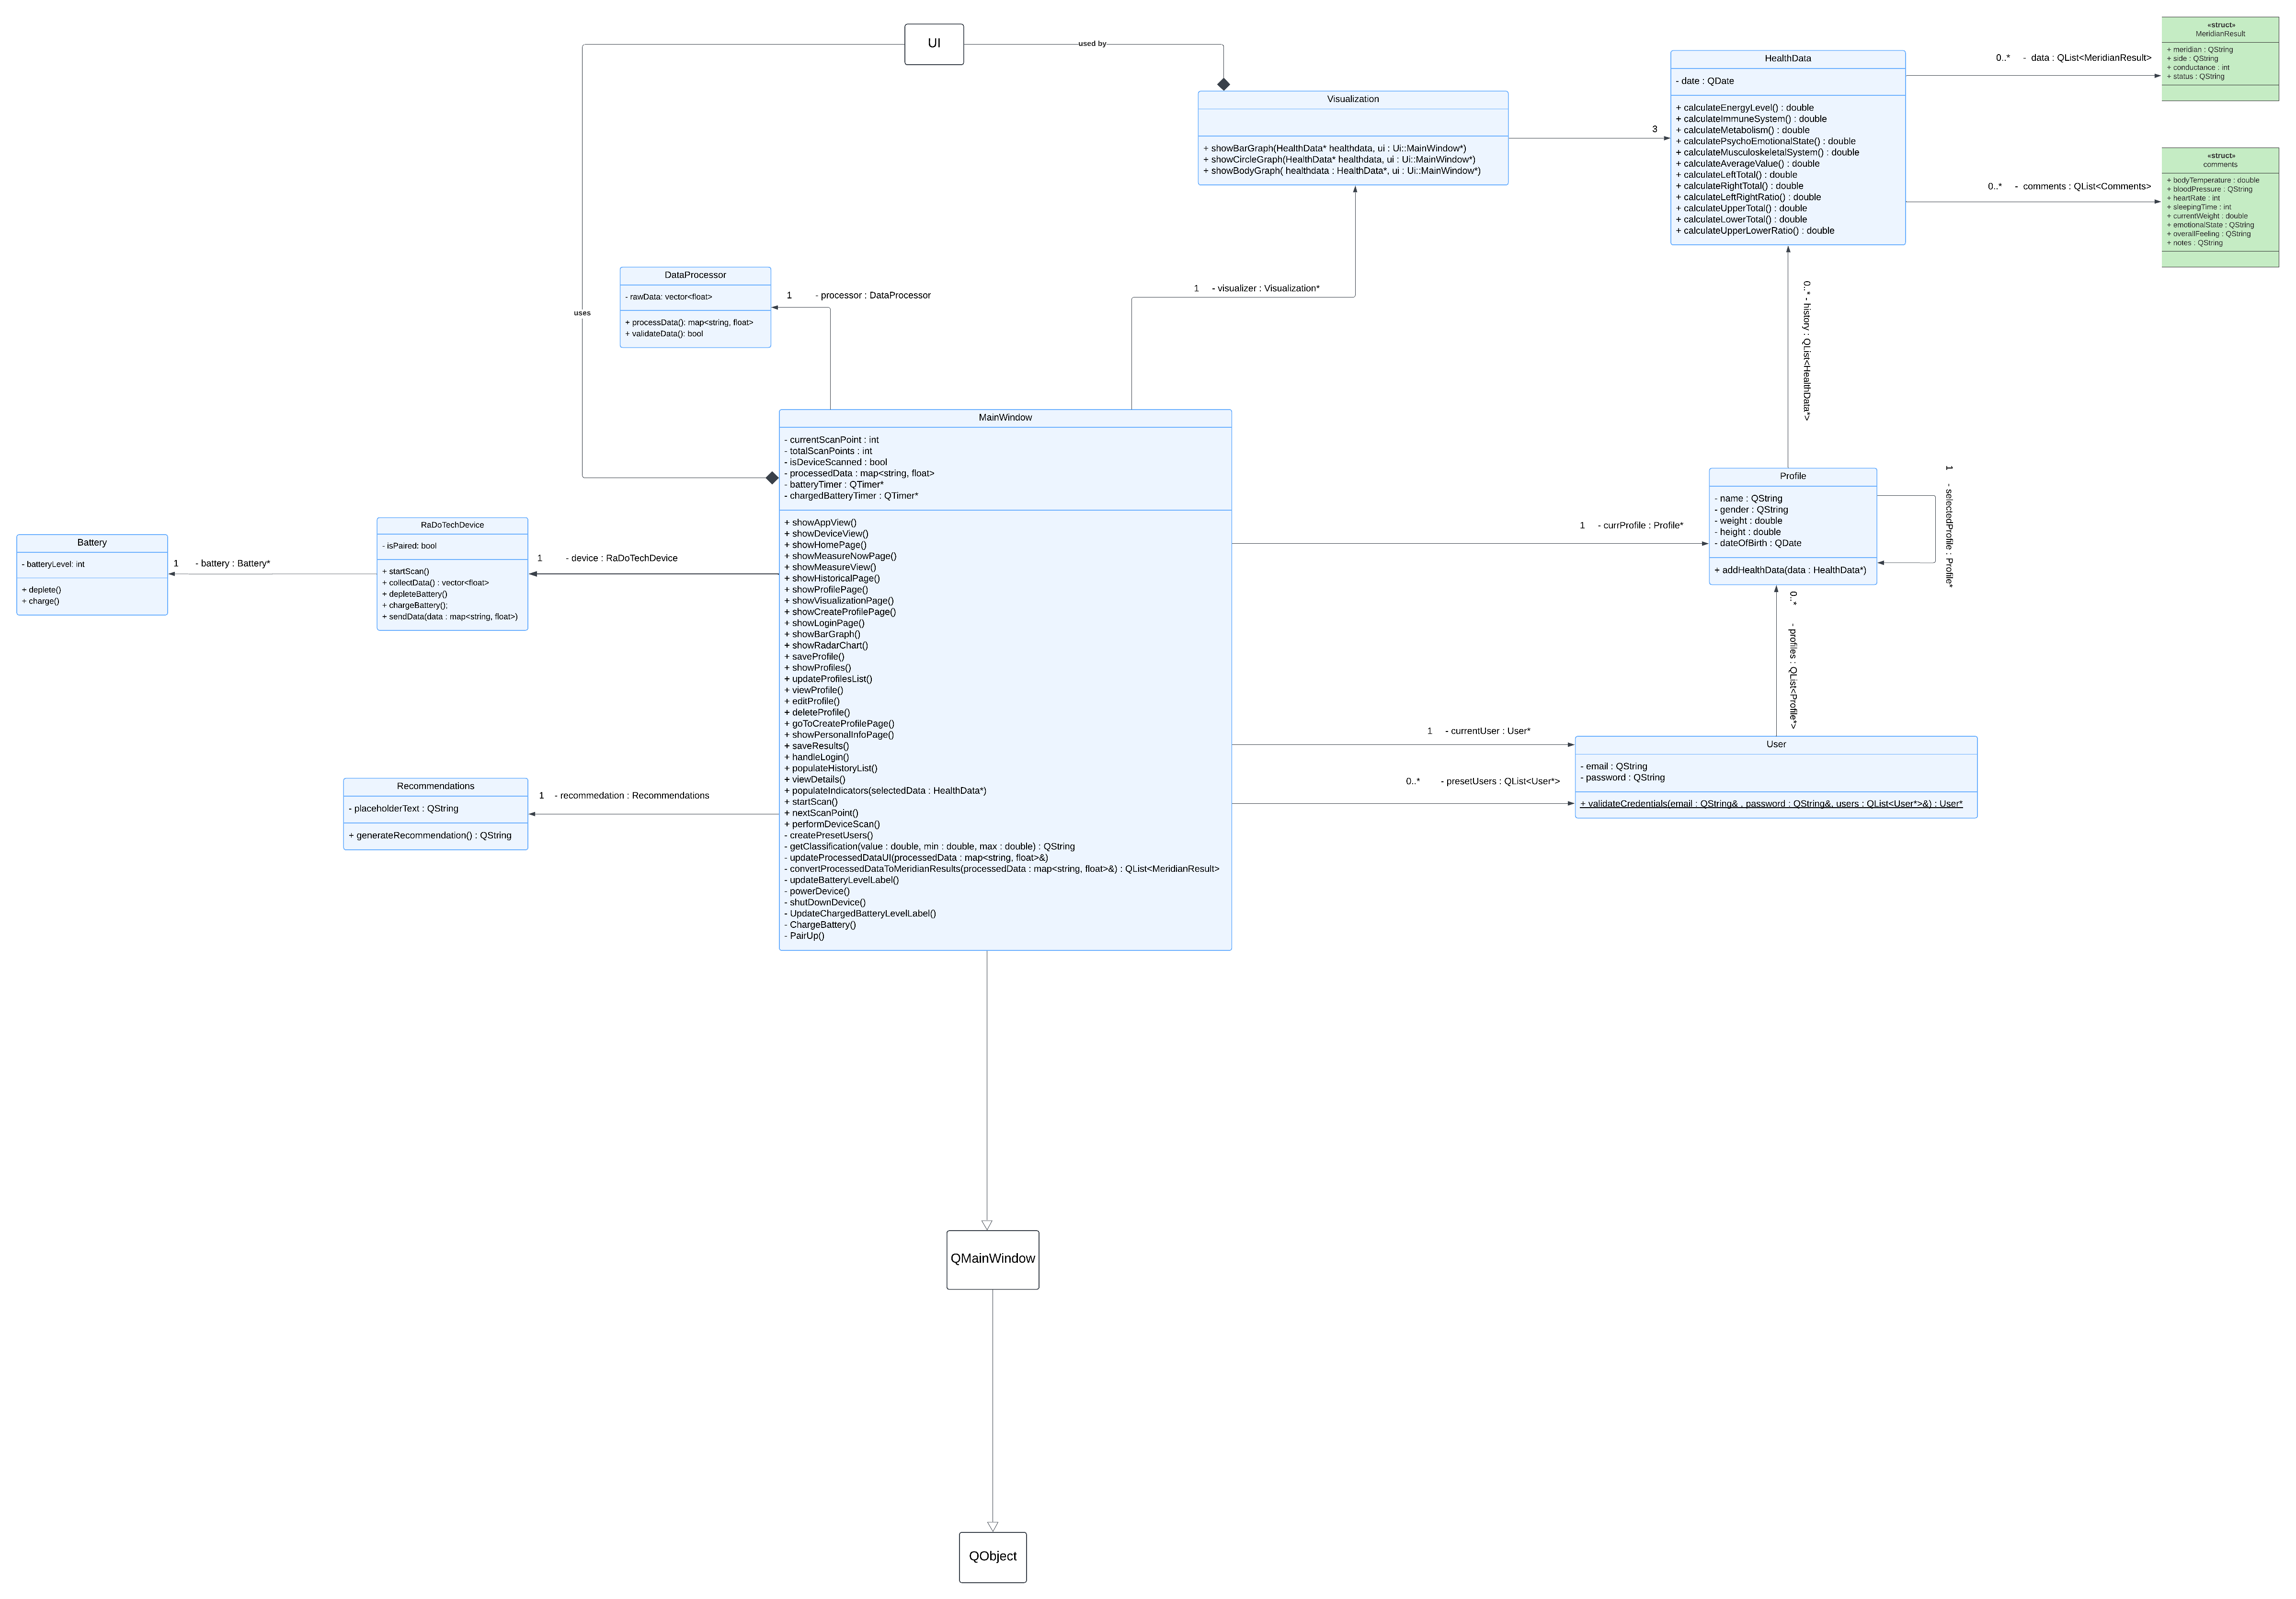 UI
used by
uses
Visualization
+ showBarGraph(HealthData* healthdata, ui : Ui::MainWindow*)
+ showCircleGraph(HealthData* healthdata, ui : Ui::MainWindow*)
+ showBodyGraph( healthdata : HealthData*, ui : Ui::MainWindow*)
3
HealthData
- date : QDate
+ calculateEnergyLevel() : double
+ calculateImmuneSystem() : double
+ calculateMetabolism() : double
+ calculatePsychoEmotionalState() : double
+ calculateMusculoskeletalSystem() : double
+ calculateAverageValue() : double
+ calculateLeftTotal() : double
+ calculateRightTotal() : double
+ calculateLeftRightRatio() : double
+ calculateUpperTotal() : double
+ calculateLowerTotal() : double
+ calculateUpperLowerRatio() : double
0..* - data : QList<MeridianResult>
«struct»
MeridianResult
+ meridian : QString
+ side : QString
+ conductance : int
+ status : QString
0..* - comments : QList<Comments>
«struct»
comments
+ bodyTemperature : double
+ bloodPressure : QString
+ heartRate : int
+ sleepingTime : int
+ currentWeight : double
+ emotionalState : QString
+ overallFeeling : QString
+ notes : QString
DataProcessor
- rawData: vector<float>
+ processData(): map<string, float>
+ validateData(): bool
1 - processor : DataProcessor
1 - visualizer : Visualization*
0..* - history : QList<HealthData*>
MainWindow
- currentScanPoint : int
- totalScanPoints : int
- isDeviceScanned : bool
- processedData : map<string, float>
- batteryTimer : QTimer*
- chargedBatteryTimer : QTimer*
+ showAppView()
+ showDeviceView()
+ showHomePage()
+ showMeasureNowPage()
+ showMeasureView()
+ showHistoricalPage()
+ showProfilePage()
+ showVisualizationPage()
+ showCreateProfilePage()
+ showLoginPage()
+ showBarGraph()
+ showRadarChart()
+ saveProfile()
+ showProfiles()
+ updateProfilesList()
+ viewProfile()
+ editProfile()
+ deleteProfile()
+ goToCreateProfilePage()
+ showPersonalInfoPage()
+ saveResults()
+ handleLogin()
+ populateHistoryList()
+ viewDetails()
+ populateIndicators(selectedData : HealthData*)
+ startScan()
+ nextScanPoint()
+ performDeviceScan()
- createPresetUsers()
- getClassification(value : double, min : double, max : double) : QString
- updateProcessedDataUI(processedData : map<string, float>&)
- convertProcessedDataToMeridianResults(processedData : map<string, float>&) : QList<MeridianResult>
- updateBatteryLevelLabel()
- powerDevice()
- shutDownDevice()
- UpdateChargedBatteryLevelLabel()
- ChargeBattery()
- PairUp()
Profile
- name : QString
- gender : QString
- weight : double
- height : double
- dateOfBirth : QDate
+ addHealthData(data : HealthData*)
1 - selectedProfile : Profile*
1 - currProfile : Profile*
Battery
- batteryLevel: int
+ deplete()
+ charge()
1 - battery : Battery*
RaDoTechDevice
- isPaired: bool
+ startScan()
+ collectData() : vector<float>
+ depleteBattery()
+ chargeBattery();
+ sendData(data : map<string, float>)
1 - device : RaDoTechDevice
0..* - profiles : QList<Profile*>
1 - currentUser : User*
0..* - presetUsers : QList<User*>
User
- email : QString
- password : QString
+ validateCredentials(email : QString& , password : QString&, users : QList<User*>&) : User*
Recommendations
- placeholderText : QString
+ generateRecommendation() : QString
1 - recommedation : Recommendations
QMainWindow
QObject